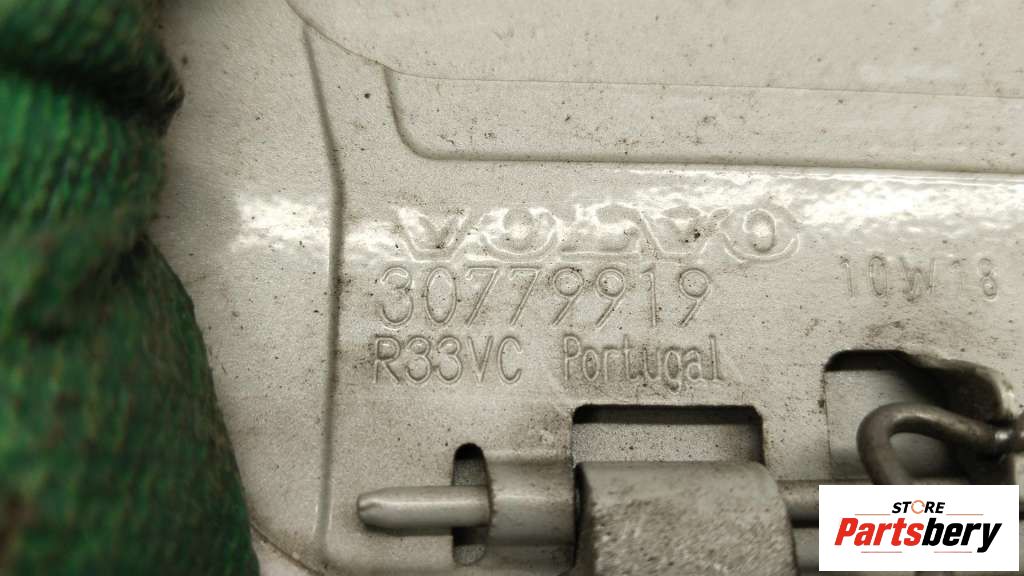 VOLVO
30779919
10W18
R33VC Portugal
STORE
Partsbery